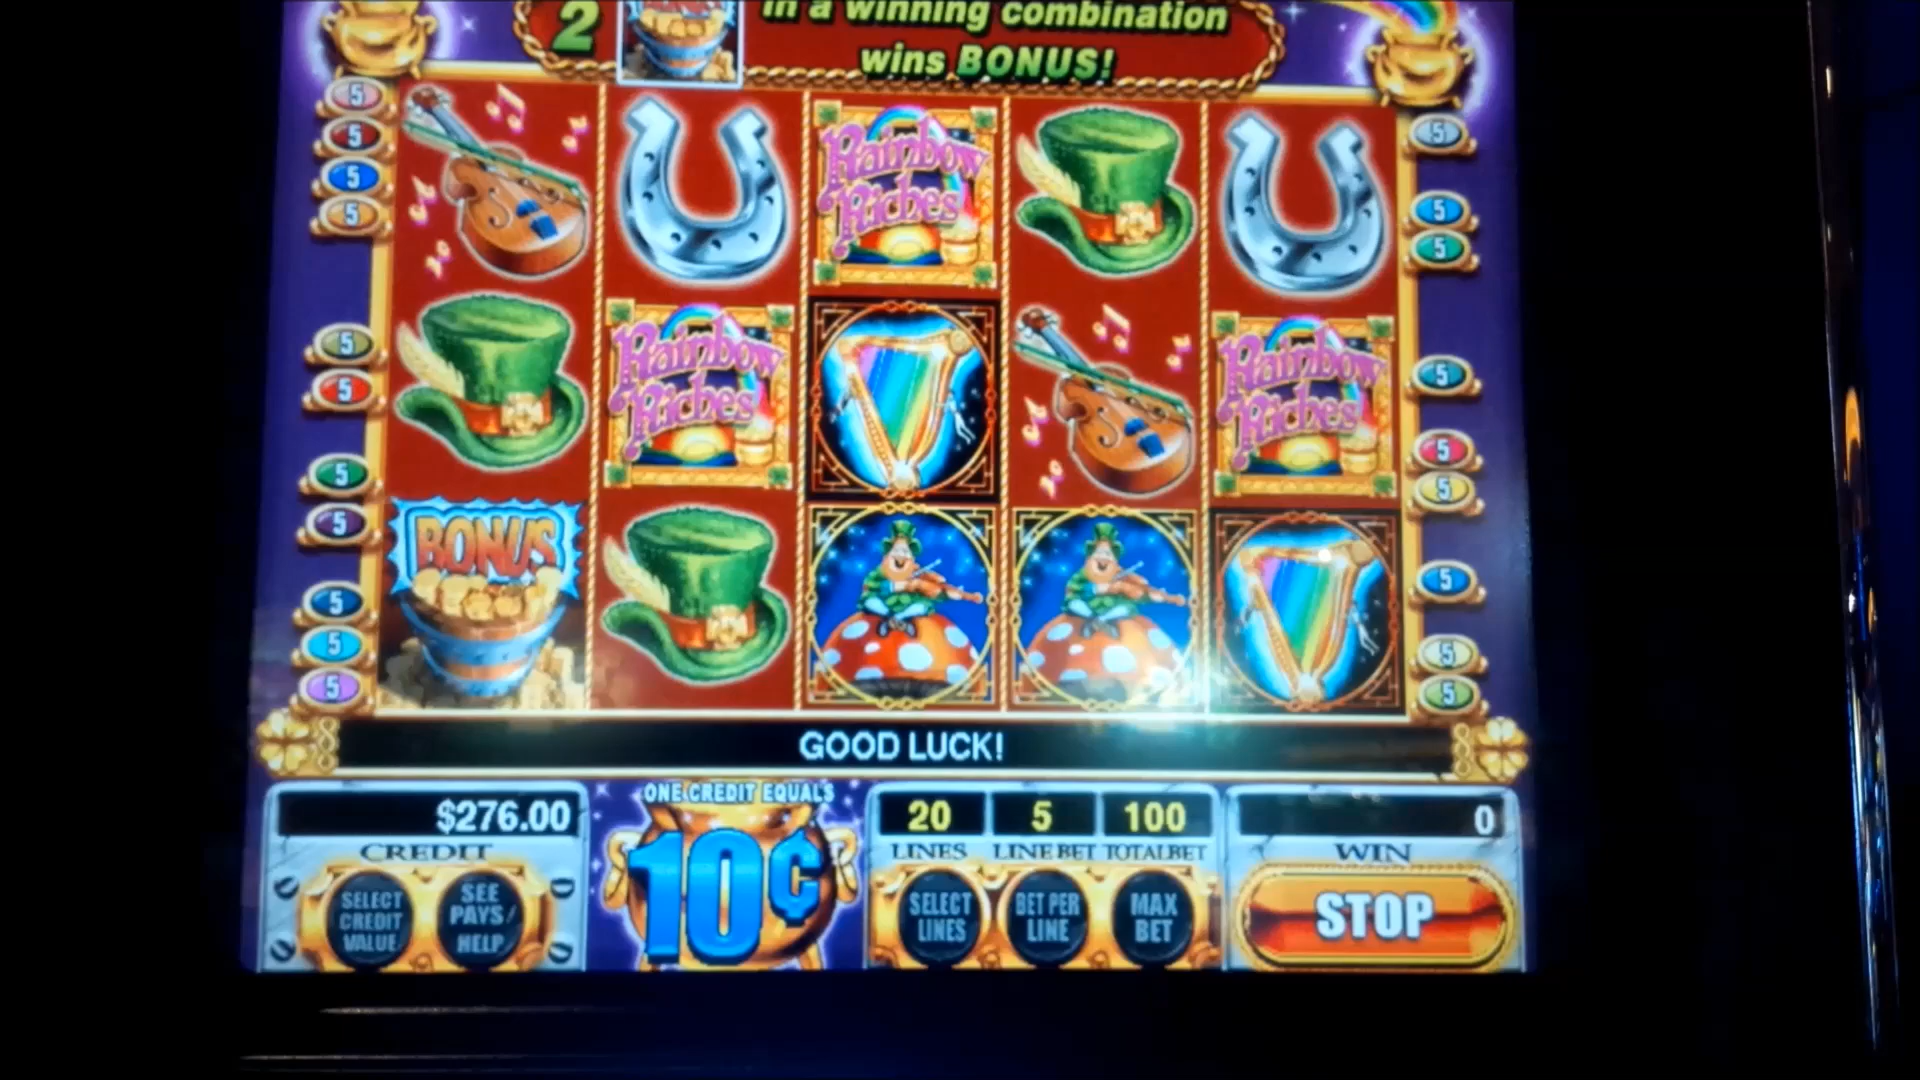 2 in a winning combination
wins BONUS!
5
5
5
5
5
5
5
5
5
5
5
Rainbow
Riches
Rainbow
Riches
Rainbow
Riches
BONUS
5
5
5
5
5
5
5
5
5
GOOD LUCK!
$276.00
CREDIT
SELECT
CREDIT
VALUE
SEE
PAYS/
HELP
ONE CREDIT EQUALS
10¢
20 5 100
LINES LINE BET TOTAL BET
SELECT
LINES
BET PER
LINE
MAX
BET
0
WIN
STOP